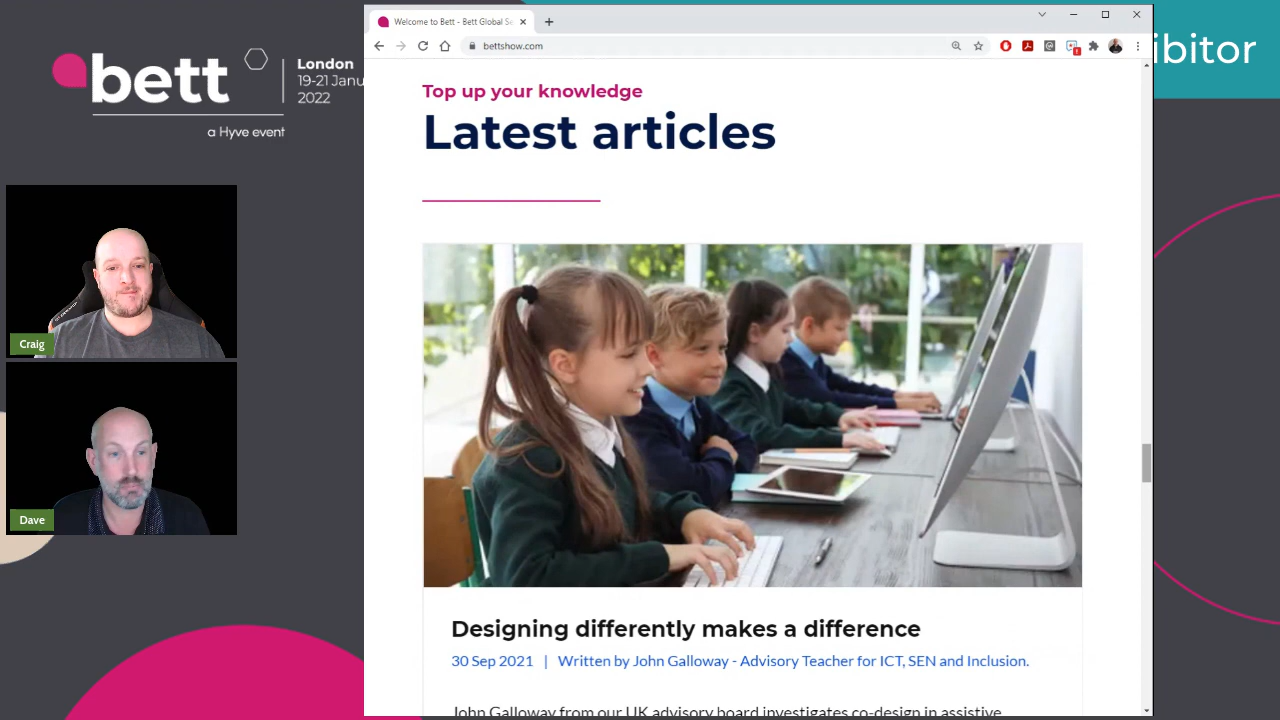 bett
London
19-21 Janu
2022
a Hyve event
Craig
Dave
Welcome to Bett - Bett Global Se
bettshow.com
Top up your knowledge
Latest articles
Designing differently makes a difference
30 Sep 2021 | Written by John Galloway - Advisory Teacher for ICT, SEN and Inclusion.
John Galloway from our UK advisory board investigates co-design in assistive
ibitor